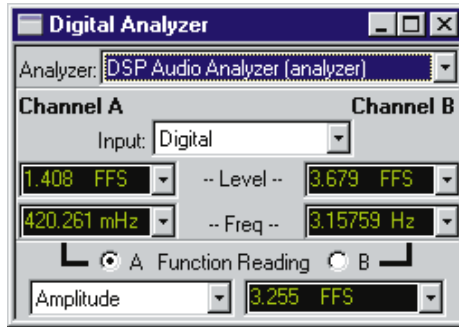 Digital Analyzer
Analyzer: DSP Audio Analyzer (analyzer)
Channel A Channel B
Input: Digital
1.408 FFS -- Level -- 3.679 FFS
420.261 mHz -- Freq -- 3.15759 Hz
A Function Reading B
Amplitude 3.255 FFS